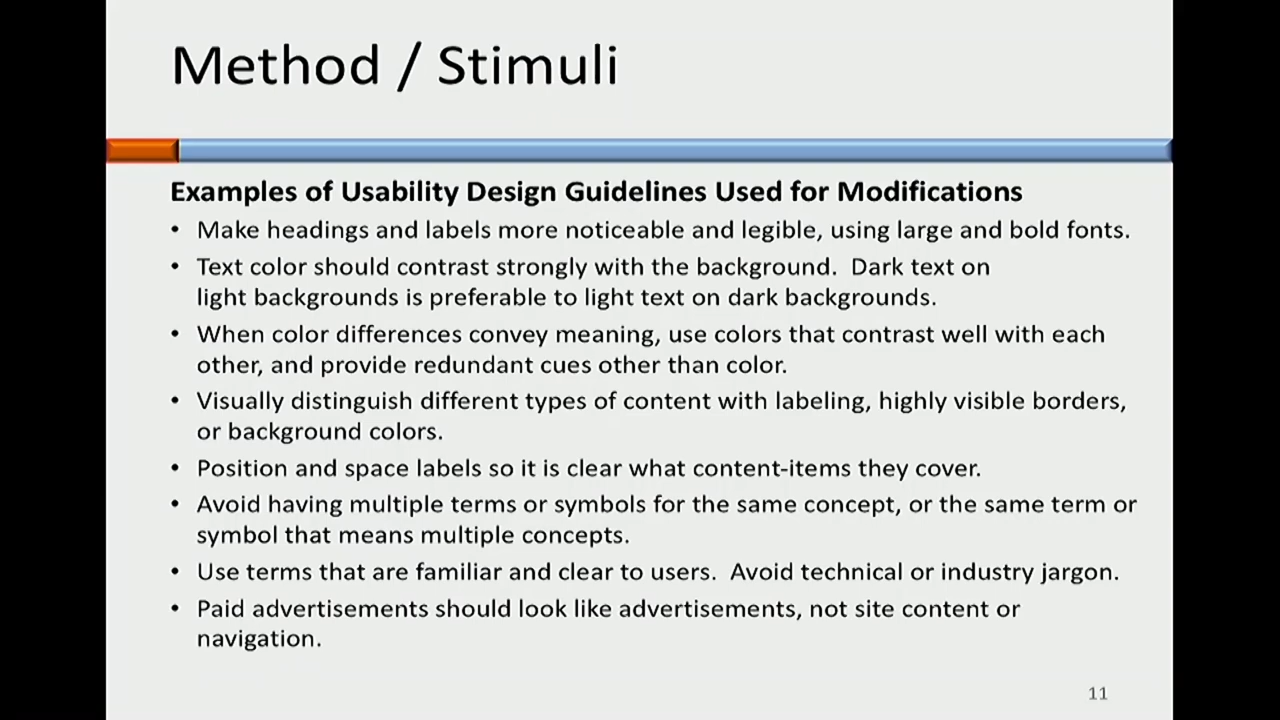 Method / Stimuli
Examples of Usability Design Guidelines Used for Modifications
• Make headings and labels more noticeable and legible, using large and bold fonts.
• Text color should contrast strongly with the background.  Dark text on
light backgrounds is preferable to light text on dark backgrounds.
• When color differences convey meaning, use colors that contrast well with each
other, and provide redundant cues other than color.
• Visually distinguish different types of content with labeling, highly visible borders,
or background colors.
• Position and space labels so it is clear what content-items they cover.
• Avoid having multiple terms or symbols for the same concept, or the same term or
symbol that means multiple concepts.
• Use terms that are familiar and clear to users.  Avoid technical or industry jargon.
• Paid advertisements should look like advertisements, not site content or
navigation.
11